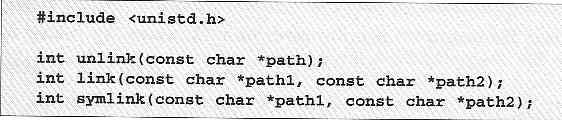 #include <unistd.h>
int unlink(const char *path);
int link(const char *path1, const char *path2);
int symlink(const char *path1, const char *path2);